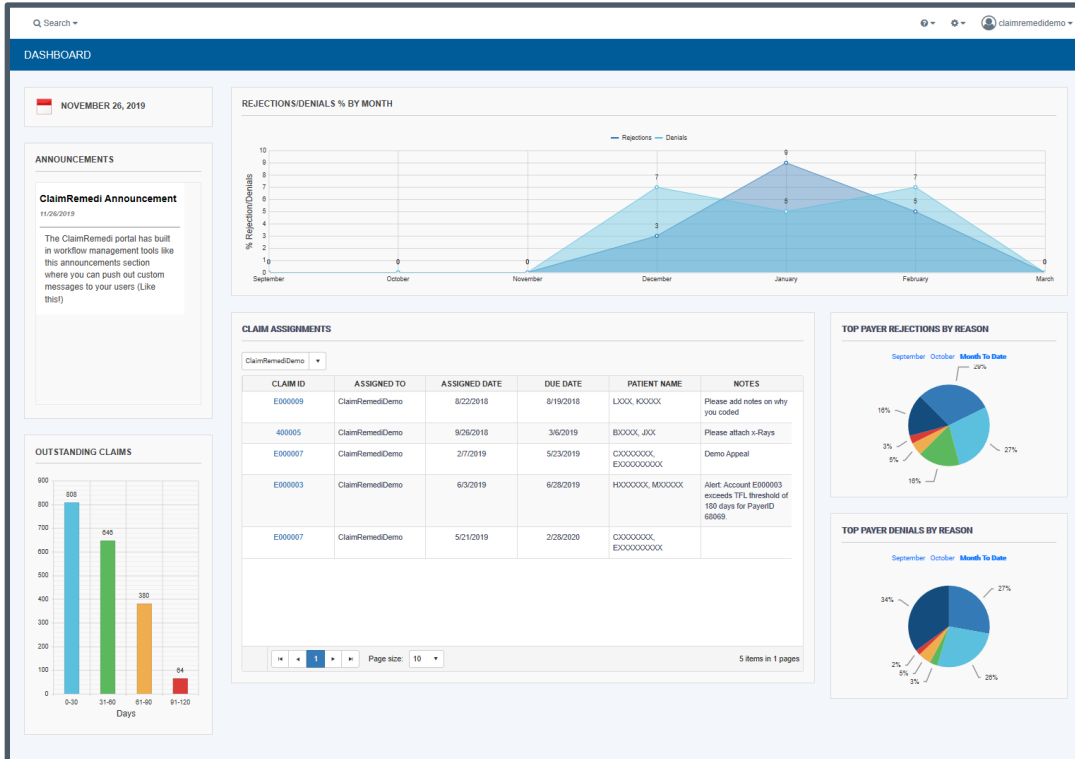 Search
claimremedidemo
DASHBOARD
NOVEMBER 26, 2019
ANNOUNCEMENTS
ClaimRemedi Announcement
11/26/2019
The ClaimRemedi portal has built
in workflow management tools like
this announcements section
where you can push out custom
messages to your users (Like
this!)
OUTSTANDING CLAIMS
900
800
700
600
500
400
300
200
100
0
808
646
380
64
0-30 31-60 61-90 91-120
Days
REJECTIONS/DENIALS % BY MONTH
Rejections Denials
% Rejection/Denials
10
9
8
7
6
5
4
3
2
1
0
0 0 0 3 9 5 0
7 5 7
September October November December January February March
CLAIM ASSIGNMENTS
ClaimRemediDemo
CLAIM ID ASSIGNED TO ASSIGNED DATE DUE DATE PATIENT NAME NOTES
E000009 ClaimRemediDemo 8/22/2018 8/19/2018 LXXX, KXXXX Please add notes on why
you coded
400005 ClaimRemediDemo 9/26/2018 3/6/2019 BXXXX, JXX Please attach x-Rays
E000007 ClaimRemediDemo 2/7/2019 5/23/2019 CXXXXXXX, Demo Appeal
EXXXXXXXXX
E000003 ClaimRemediDemo 6/3/2019 6/28/2019 HXXXXXX, MXXXXX Alert: Account E000003
exceeds TFL threshold of
180 days for PayerID
68069.
E000007 ClaimRemediDemo 5/21/2019 2/28/2020 CXXXXXXX,
EXXXXXXXXX
1 Page size: 10 5 items in 1 pages
TOP PAYER REJECTIONS BY REASON
September October Month To Date
29%
27%
16%
5%
3%
16%
TOP PAYER DENIALS BY REASON
September October Month To Date
27%
26%
3%
5%
2%
34%